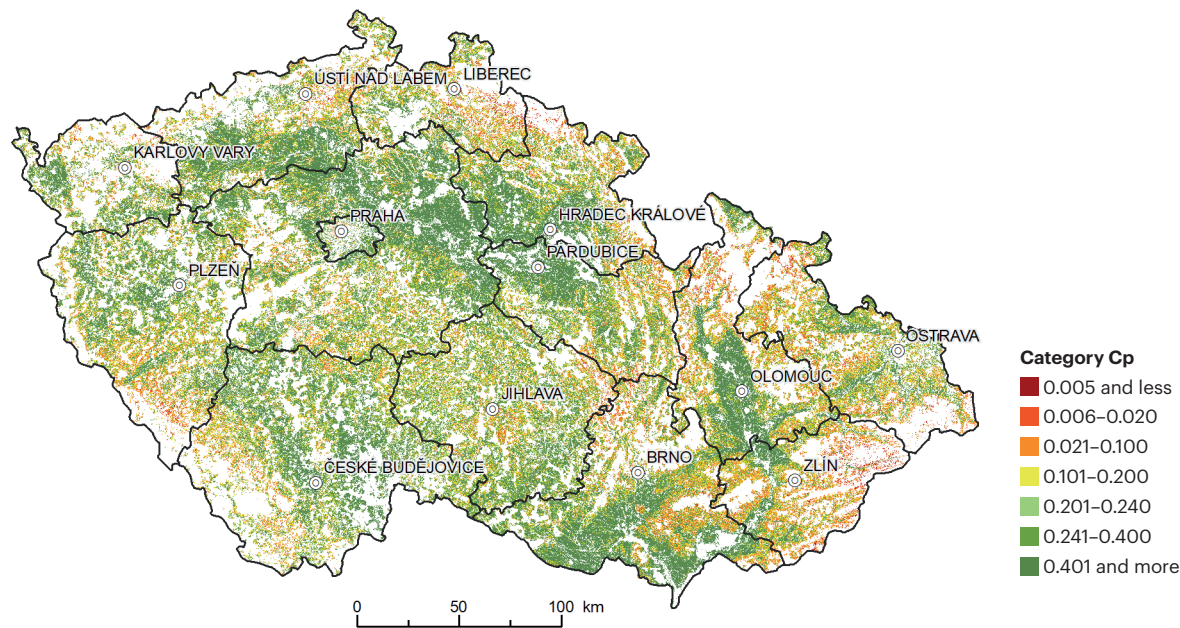 ÚSTÍ NAD LABEM
LIBEREC
KARLOVY VARY
PRAHA
HRADEC KRÁLOVÉ
PARDUBICE
PLZEŇ
OSTRAVA
OLOMOUC
JIHLAVA
BRNO
ZLÍN
ČESKÉ BUDĚJOVICE
Category Cp
0.005 and less
0.006–0.020
0.021–0.100
0.101–0.200
0.201–0.240
0.241–0.400
0.401 and more
0 50 100 km